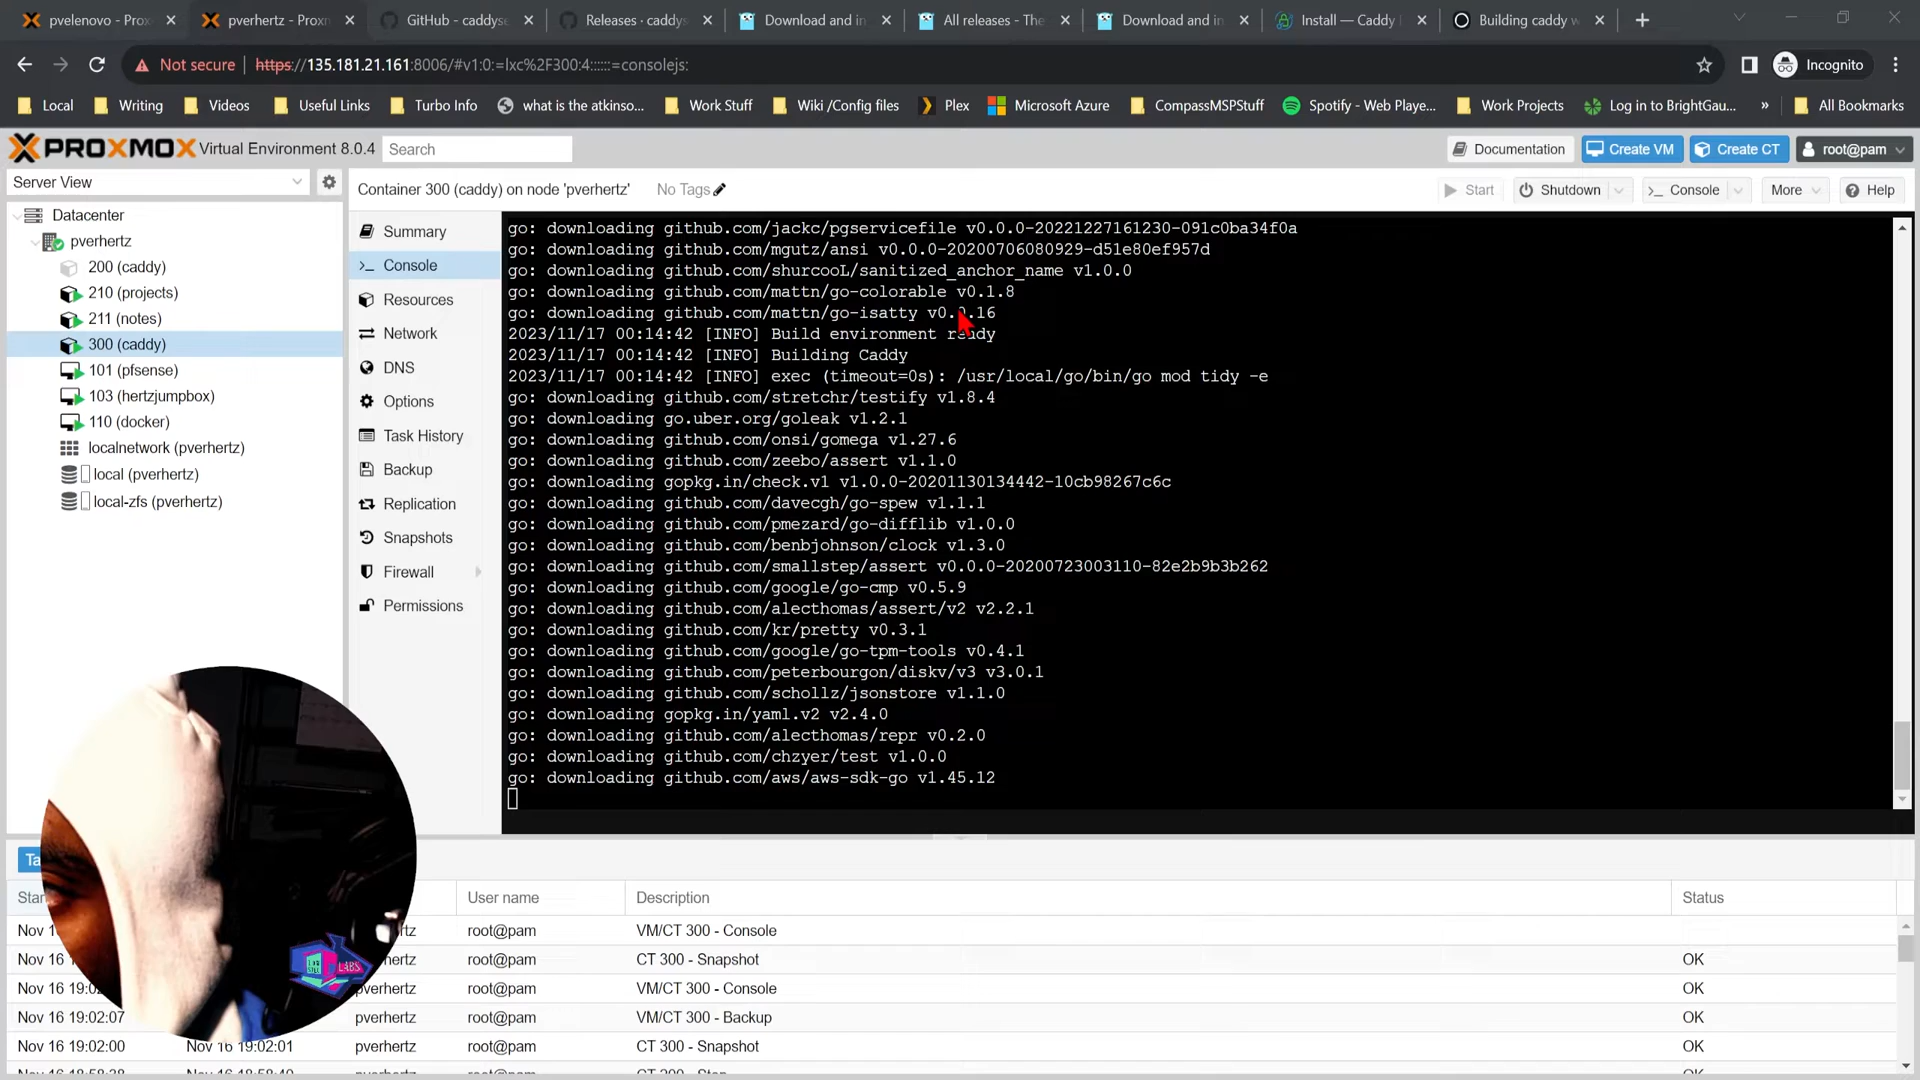 pvelenovo - Prox
pverhertz - Proxn
GitHub - caddyse
Releases · caddys
Download and in
All releases - The
Download and in
Install — Caddy
Building caddy w
Not secure
https://135.181.21.161:8006/#v1:0:=lxc%2F300:4::::::=consolejs:
Incognito
Local
Writing
Videos
Useful Links
Turbo Info
what is the atkinso...
Work Stuff
Wiki /Config files
Plex
Microsoft Azure
CompassMSPStuff
Spotify - Web Playe...
Work Projects
Log in to BrightGau...
»
All Bookmarks
PROXMOX
Virtual Environment 8.0.4
Search
Documentation
Create VM
Create CT
root@pam
Server View
Container 300 (caddy) on node 'pverhertz'
No Tags
Start
Shutdown
Console
More
Help
Datacenter
pverhertz
200 (caddy)
210 (projects)
211 (notes)
300 (caddy)
101 (pfsense)
103 (hertzjumpbox)
110 (docker)
localnetwork (pverhertz)
local (pverhertz)
local-zfs (pverhertz)
Summary
Console
Resources
Network
DNS
Options
Task History
Backup
Replication
Snapshots
Firewall
Permissions
go: downloading github.com/jackc/pgservicefile v0.0.0-20221227161230-091c0ba34f0a
go: downloading github.com/mgutz/ansi v0.0.0-20200706080929-d51e80ef957d
go: downloading github.com/shurcooL/sanitized_anchor_name v1.0.0
go: downloading github.com/mattn/go-colorable v0.1.8
go: downloading github.com/mattn/go-isatty v0.0.16
2023/11/17 00:14:42 [INFO] Build environment ready
2023/11/17 00:14:42 [INFO] Building Caddy
2023/11/17 00:14:42 [INFO] exec (timeout=0s): /usr/local/go/bin/go mod tidy -e
go: downloading github.com/stretchr/testify v1.8.4
go: downloading go.uber.org/goleak v1.2.1
go: downloading github.com/onsi/gomega v1.27.6
go: downloading github.com/zeebo/assert v1.1.0
go: downloading gopkg.in/check.v1 v1.0.0-20201130134442-10cb98267c6c
go: downloading github.com/davecgh/go-spew v1.1.1
go: downloading github.com/pmezard/go-difflib v1.0.0
go: downloading github.com/benbjohnson/clock v1.3.0
go: downloading github.com/smallstep/assert v0.0.0-20200723003110-82e2b9b3b262
go: downloading github.com/google/go-cmp v0.5.9
go: downloading github.com/alecthomas/assert/v2 v2.2.1
go: downloading github.com/kr/pretty v0.3.1
go: downloading github.com/google/go-tpm-tools v0.4.1
go: downloading github.com/peterbourgon/diskv/v3 v3.0.1
go: downloading github.com/schollz/jsonstore v1.1.0
go: downloading gopkg.in/yaml.v2 v2.4.0
go: downloading github.com/alecthomas/repr v0.2.0
go: downloading github.com/chzyer/test v1.0.0
go: downloading github.com/aws/aws-sdk-go v1.45.12
Ta
Star
User name
Description
Status
Nov 1
rtz
root@pam
VM/CT 300 - Console
Nov 16
hertz
root@pam
CT 300 - Snapshot
OK
Nov 16 19:02
pverhertz
root@pam
VM/CT 300 - Console
OK
Nov 16 19:02:07
pverhertz
root@pam
VM/CT 300 - Backup
OK
Nov 16 19:02:00
Nov 16 19:02:01
pverhertz
root@pam
CT 300 - Snapshot
OK
LABS